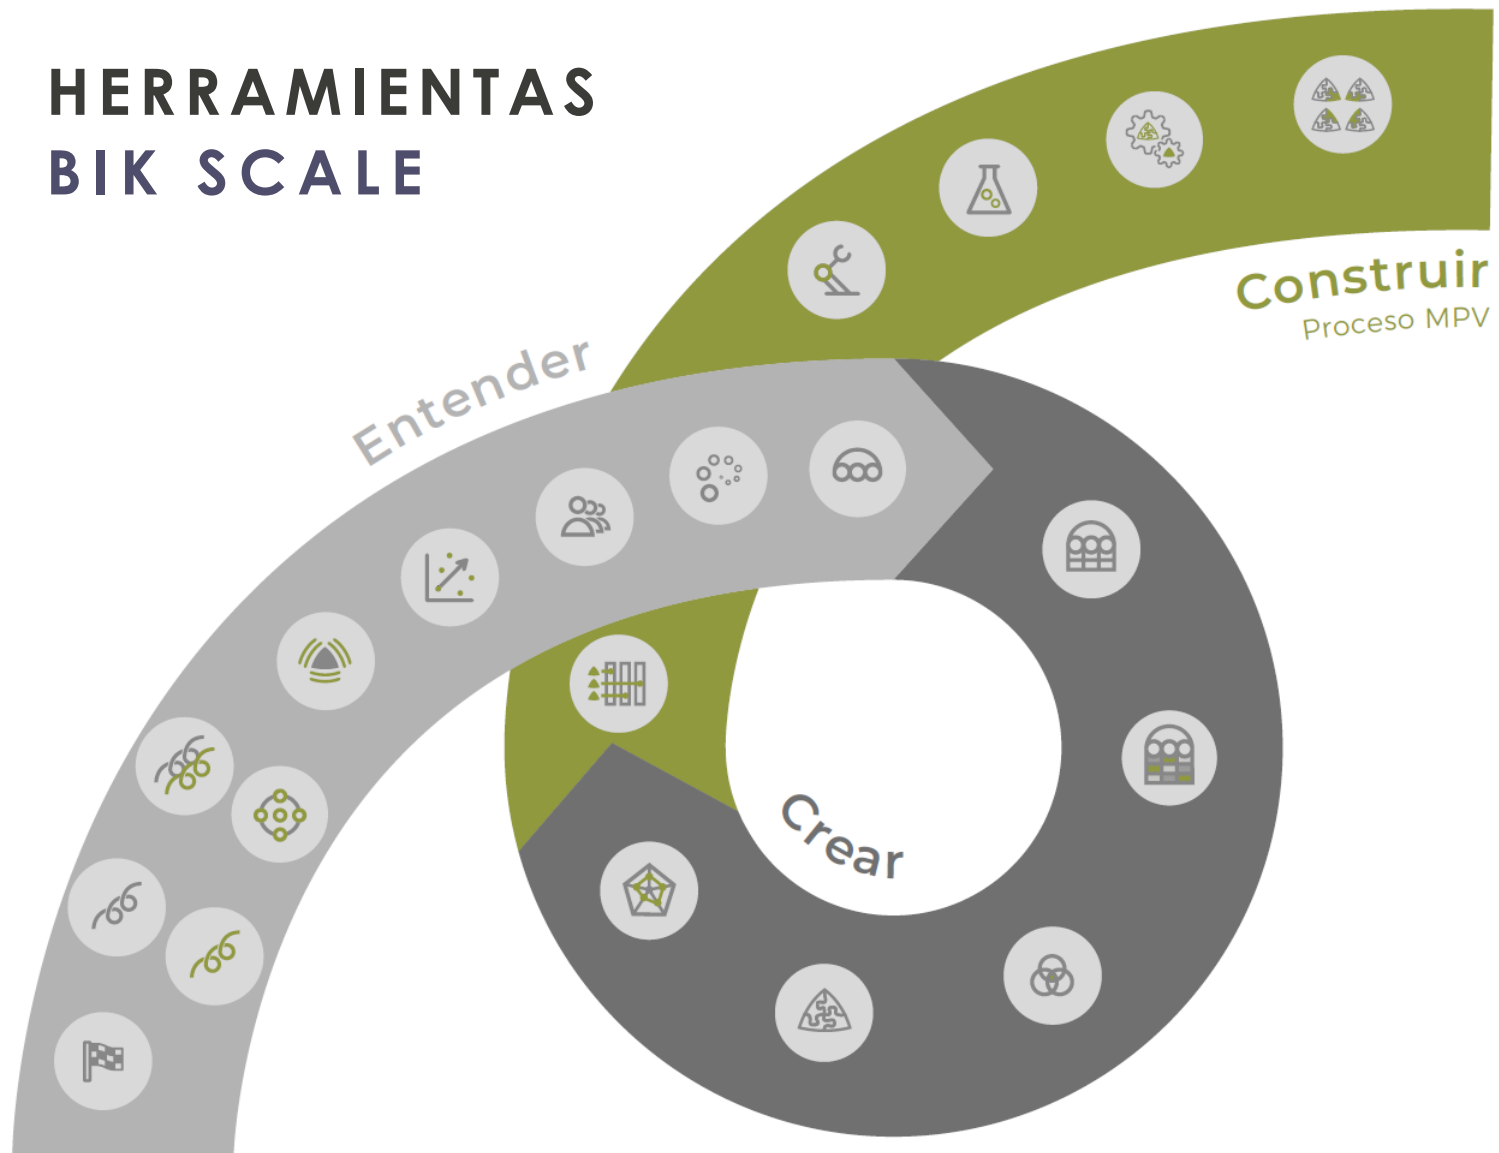 HERRAMIENTAS
BIK SCALE
Entender
Construir
Proceso MPV
Crear